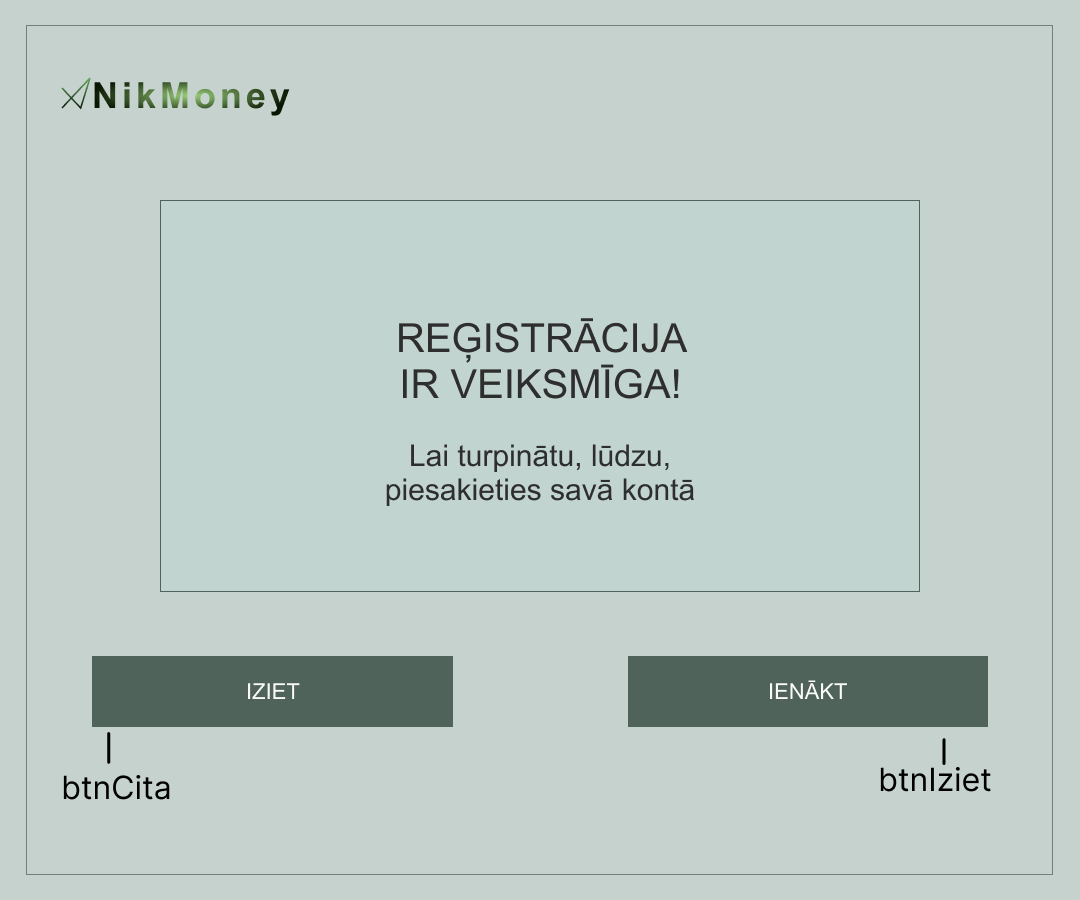 NikMoney
REĢISTRĀCIJA
IR VEIKSMĪGA!
Lai turpinātu, lūdzu,
piesakieties savā kontā
IZIET
IENĀKT
btnCita
btnIziet